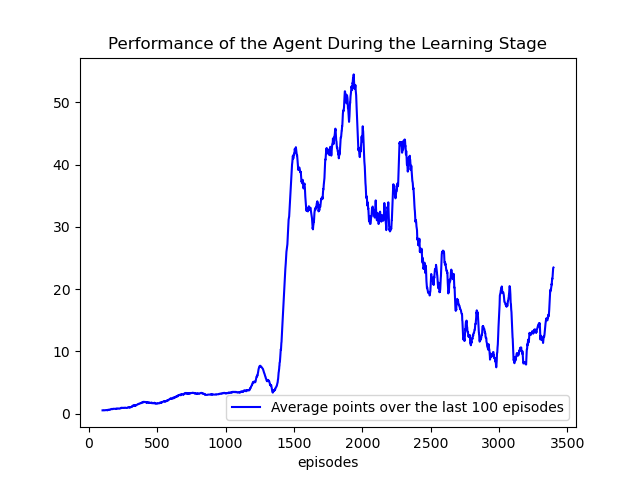 Performance of the Agent During the Learning Stage
50
40
30
20
10
0
Average points over the last 100 episodes
0 500 1000 1500 2000 2500 3000 3500
episodes